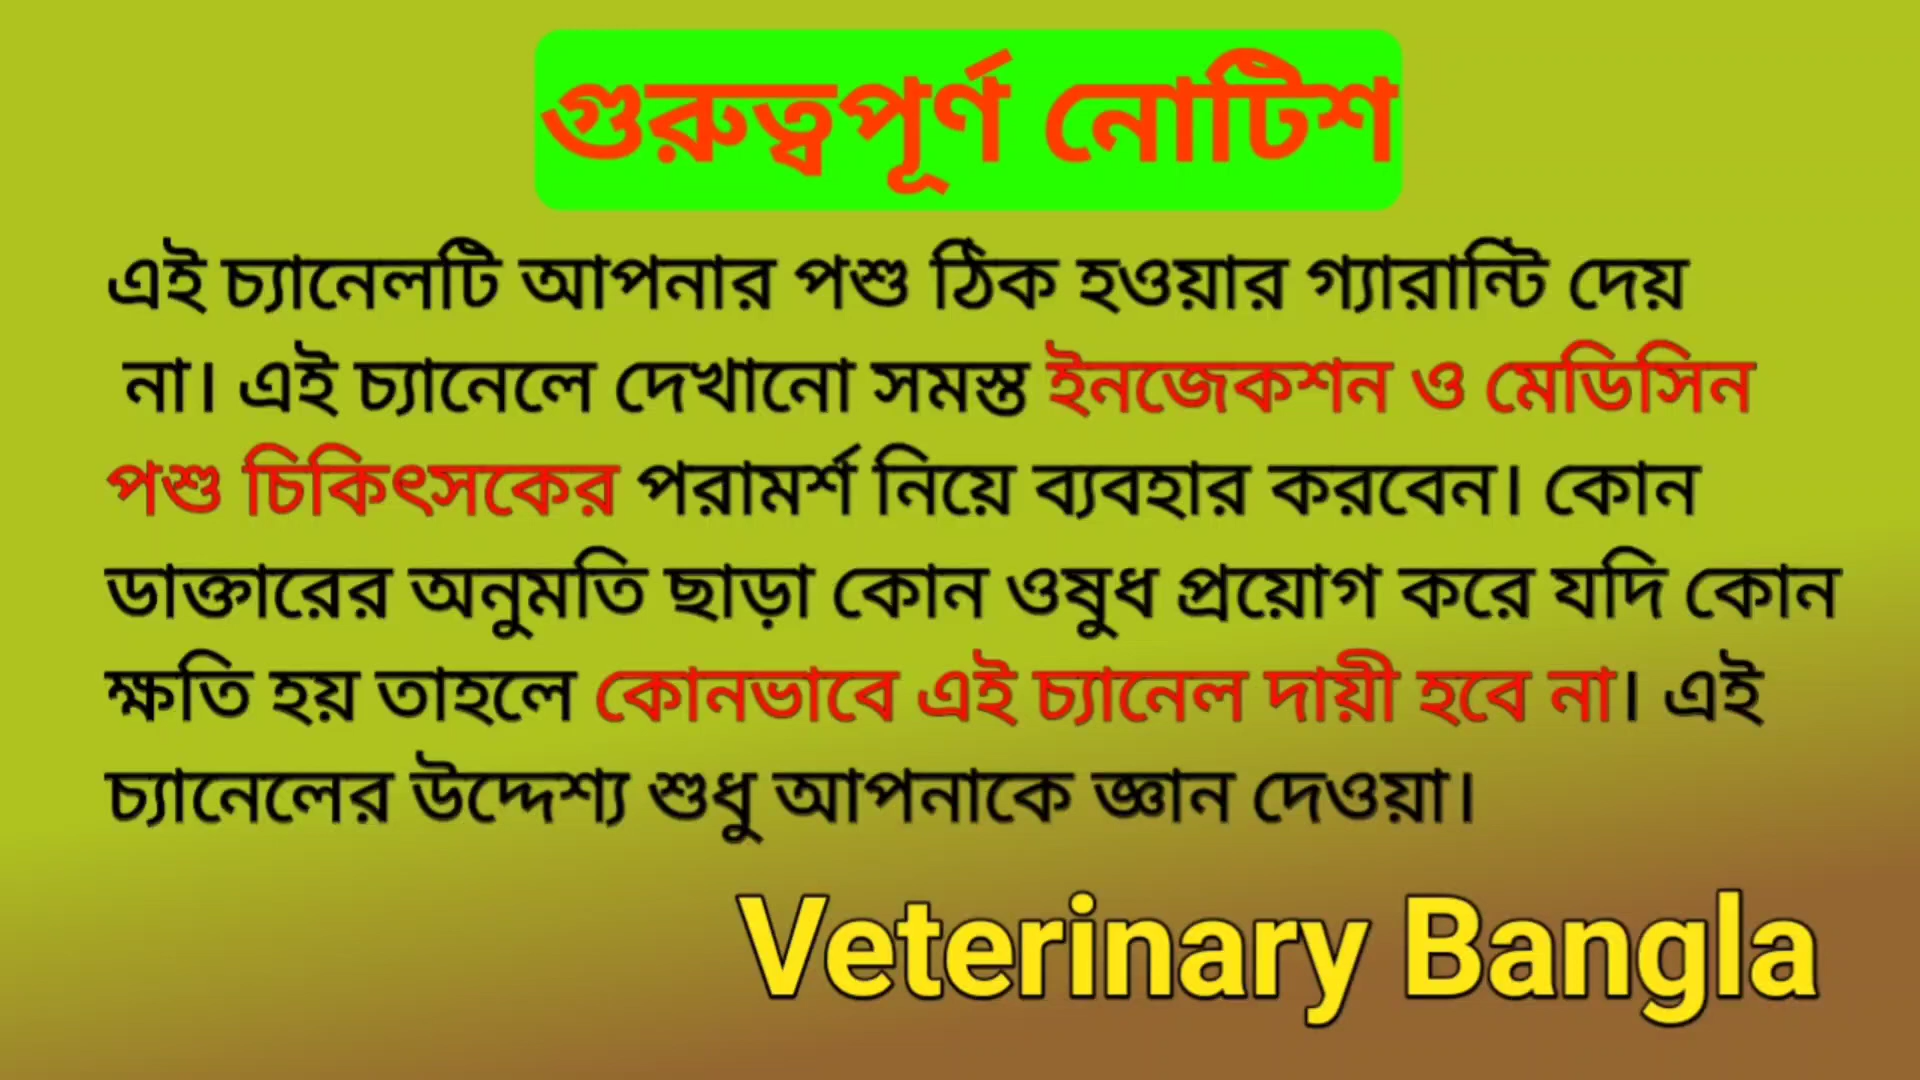 গুরুত্বপূর্ণ নোটিশ
এই চ্যানেলটি আপনার পশু ঠিক হওয়ার গ্যারান্টি দেয়
না। এই চ্যানেলে দেখানো সমস্ত ইনজেকশন ও মেডিসিন
পশু চিকিৎসকের পরামর্শ নিয়ে ব্যবহার করবেন। কোন
ডাক্তারের অনুমতি ছাড়া কোন ওষুধ প্রয়োগ করে যদি কোন
ক্ষতি হয় তাহলে কোনভাবে এই চ্যানেল দায়ী হবে না। এই
চ্যানেলের উদ্দেশ্য শুধু আপনাকে জ্ঞান দেওয়া।
Veterinary Bangla